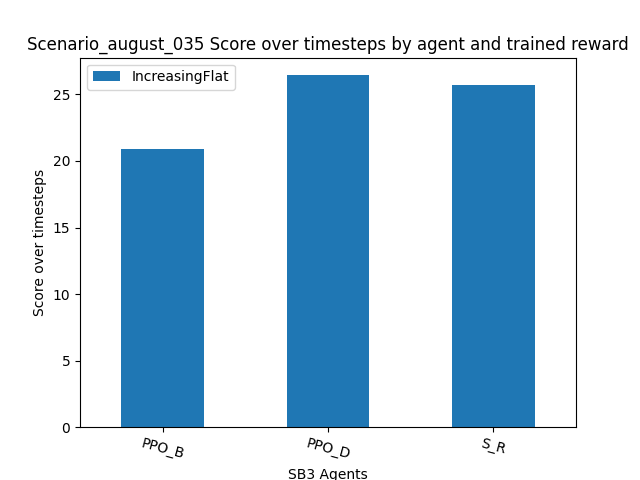 Scenario_august_035 Score over timesteps by agent and trained reward
IncreasingFlat
Score over timesteps
25
20
15
10
5
0
PPO_B
PPO_D
S_R
SB3 Agents